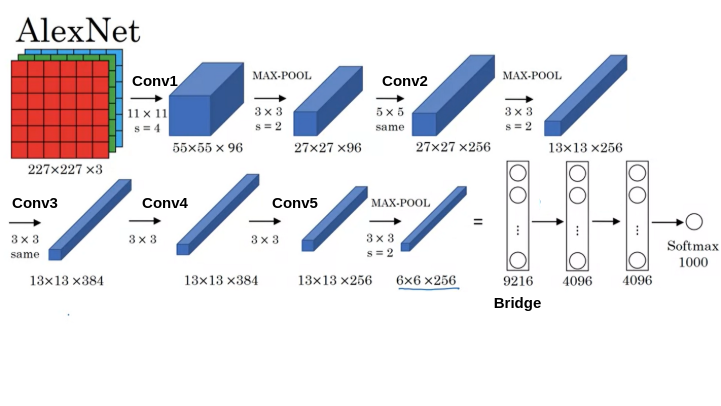 AlexNet
Conv1
11 × 11
s = 4
MAX-POOL
3 × 3
s = 2
Conv2
5 × 5
same
MAX-POOL
3 × 3
s = 2
227×227 ×3
55×55 × 96
27×27 ×96
27×27 ×256
13×13 ×256
Conv3
3 × 3
same
Conv4
3 × 3
Conv5
3 × 3
MAX-POOL
3 × 3
s = 2
=
⋮
⋮
⋮
Softmax
1000
13×13 ×384
13×13 ×384
13×13 ×256
6×6 ×256
9216
4096
4096
Bridge